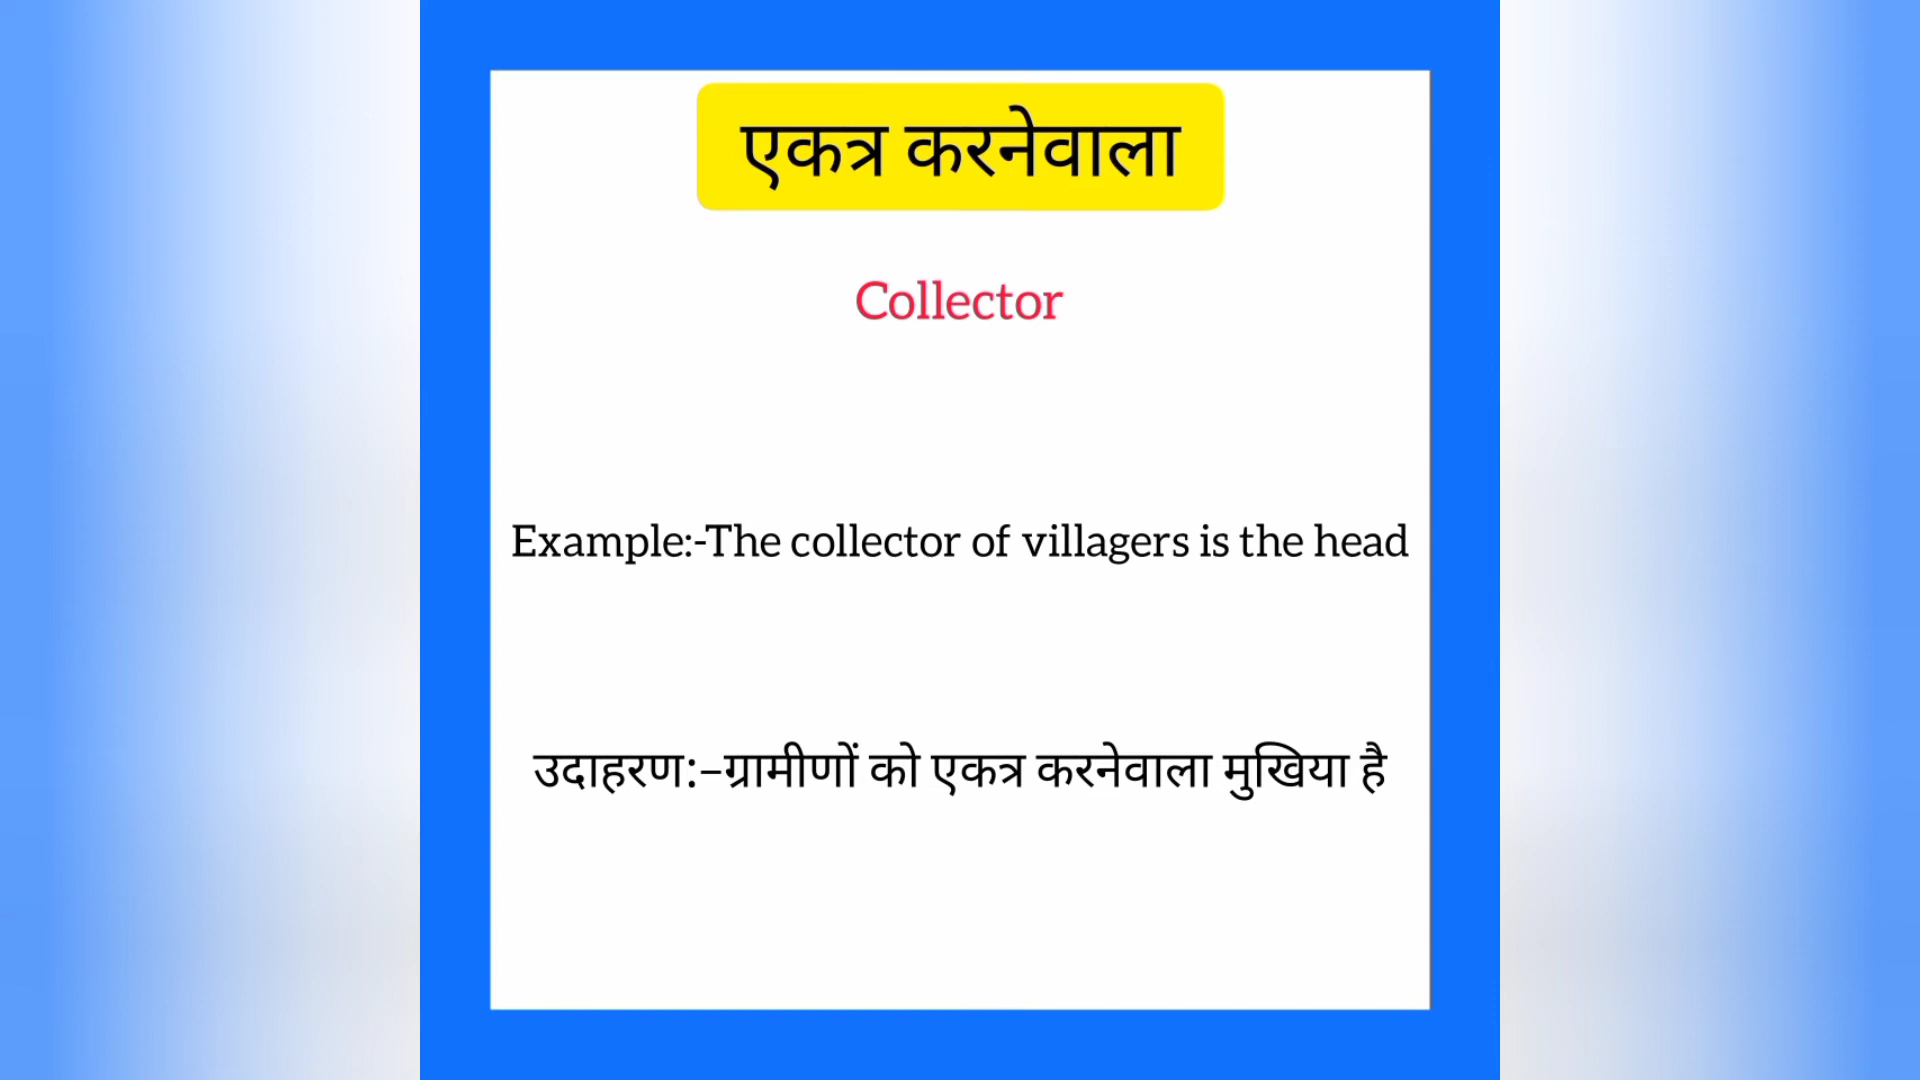 एकत्र करनेवाला
Collector
Example:-The collector of villagers is the head
उदाहरण:–ग्रामीणों को एकत्र करनेवाला मुखिया है